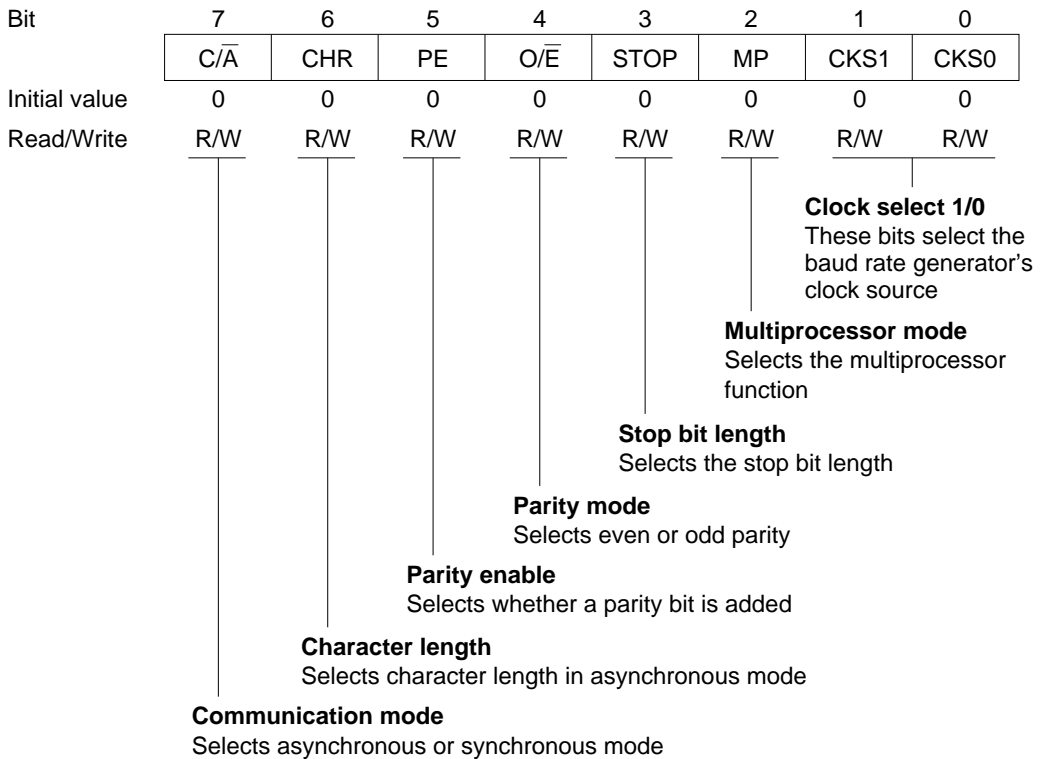 Bit 7 6 5 4 3 2 1 0
C/A̅ CHR PE O/E̅ STOP MP CKS1 CKS0
Initial value 0 0 0 0 0 0 0 0
Read/Write R/W R/W R/W R/W R/W R/W R/W R/W
Clock select 1/0
These bits select the
baud rate generator's
clock source
Multiprocessor mode
Selects the multiprocessor
function
Stop bit length
Selects the stop bit length
Parity mode
Selects even or odd parity
Parity enable
Selects whether a parity bit is added
Character length
Selects character length in asynchronous mode
Communication mode
Selects asynchronous or synchronous mode